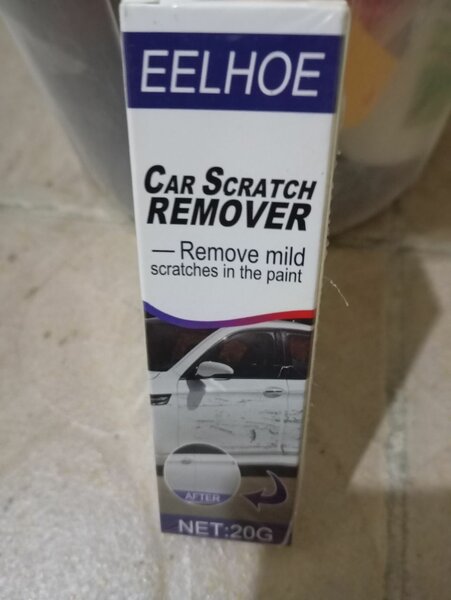 EELHOE
CAR SCRATCH
REMOVER
— Remove mild
scratches in the paint
AFTER
NET:20G